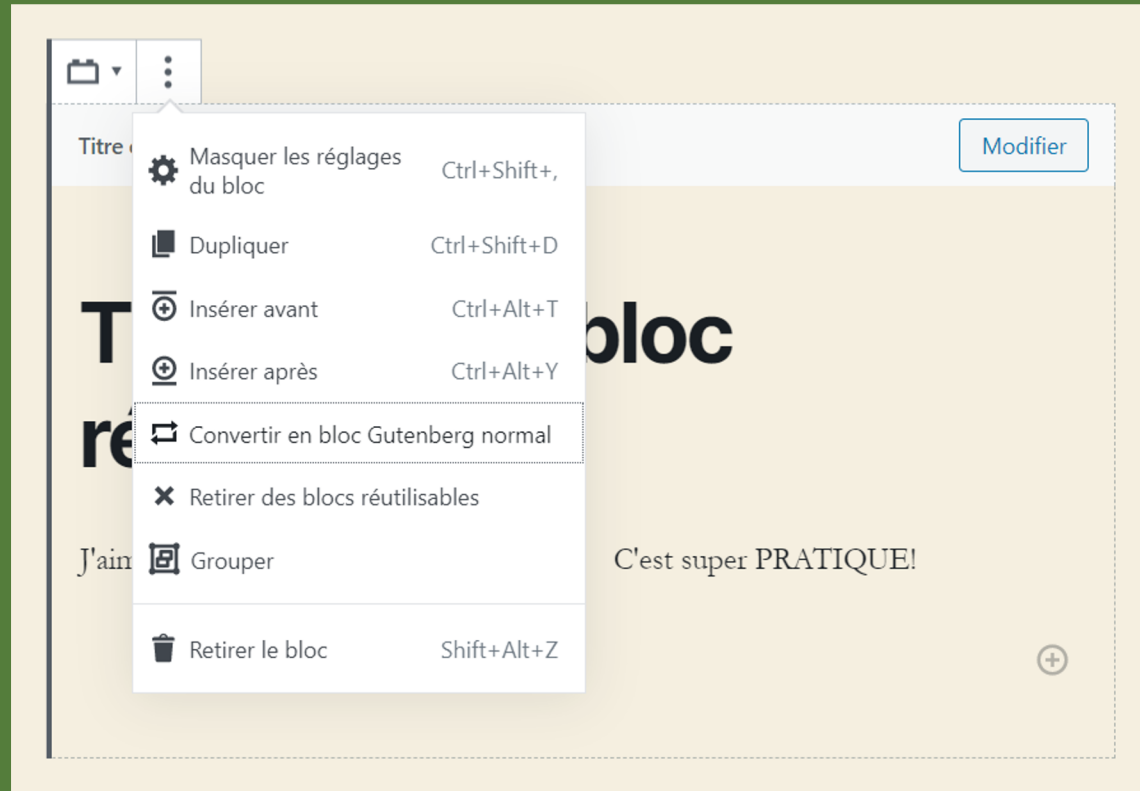 Titre
Modifier
Masquer les réglages
du bloc
Ctrl+Shift+,
Dupliquer Ctrl+Shift+D
Insérer avant Ctrl+Alt+T
Insérer après Ctrl+Alt+Y
Convertir en bloc Gutenberg normal
Retirer des blocs réutilisables
Grouper
Retirer le bloc Shift+Alt+Z
bloc
C'est super PRATIQUE!